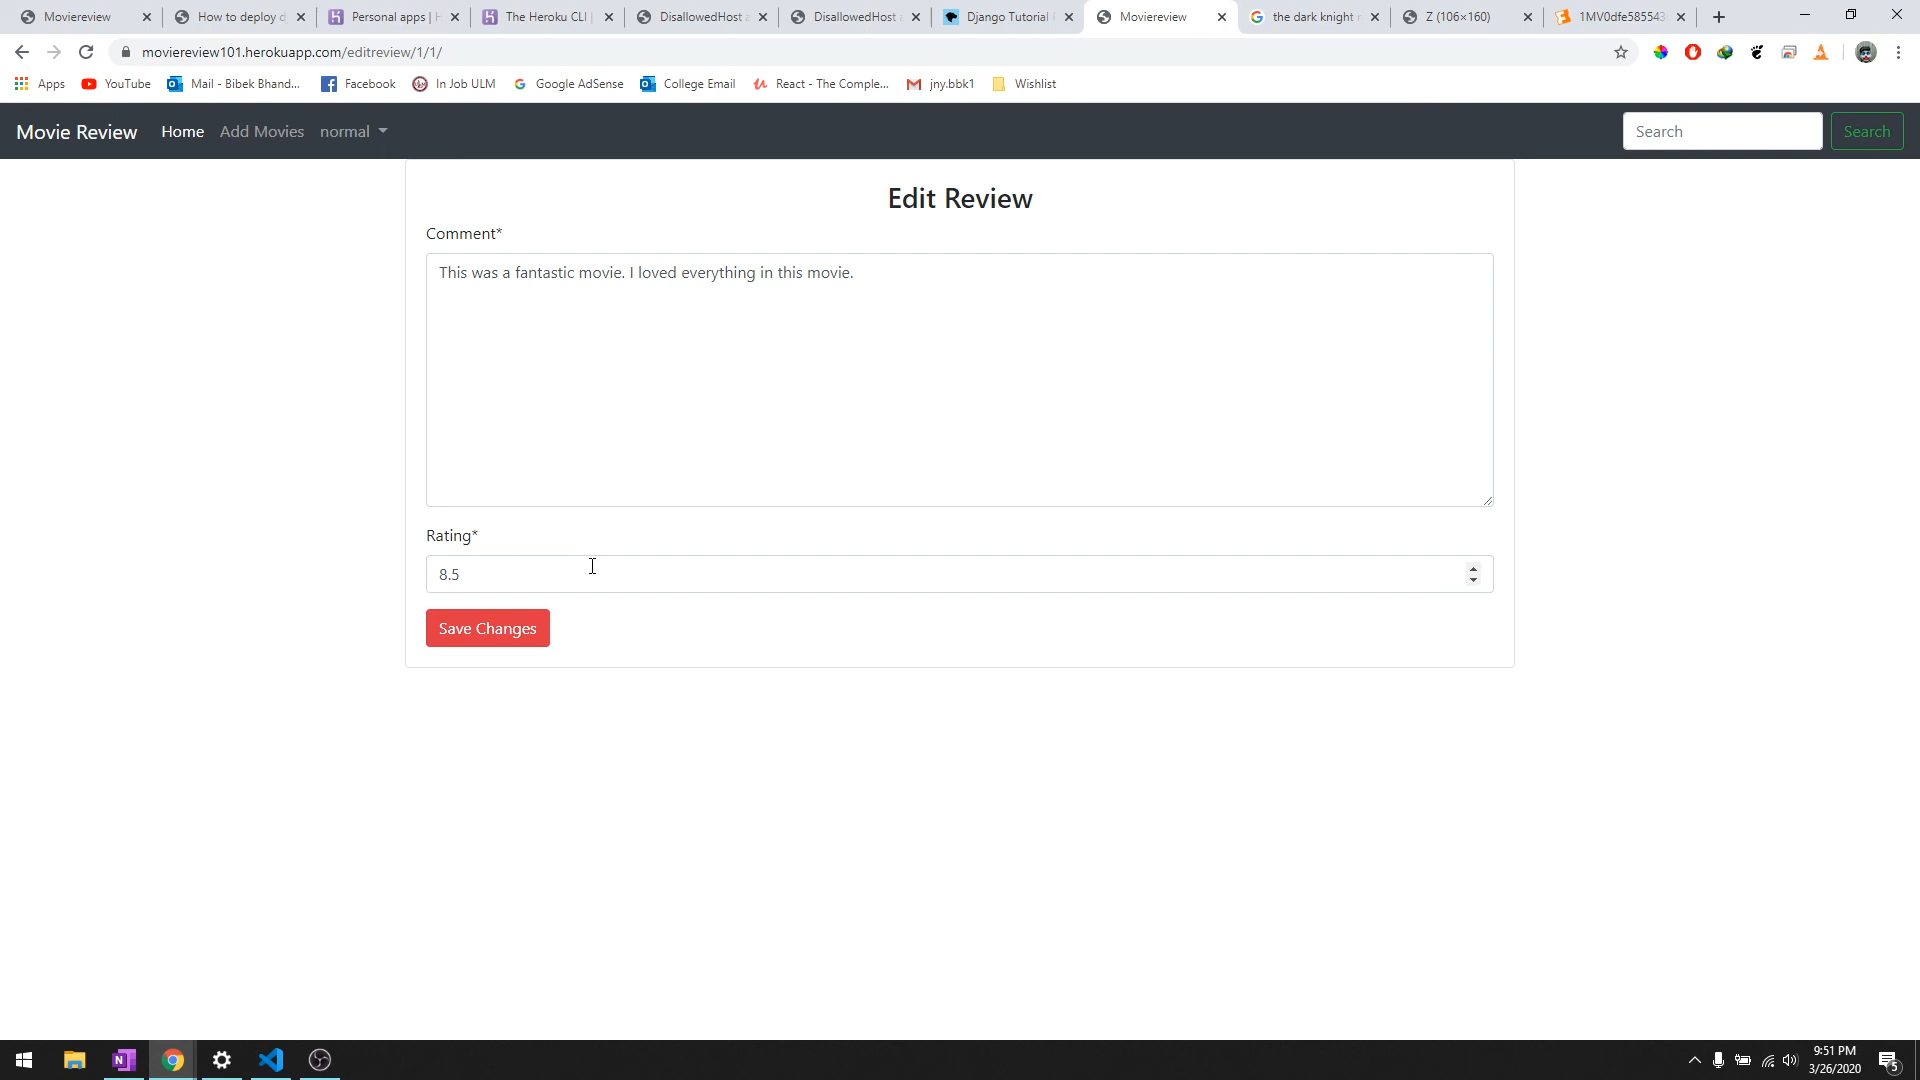 Moviereview
How to deploy d
Personal apps | H
The Heroku CLI |
DisallowedHost a
DisallowedHost a
Django Tutorial
Moviereview
the dark knight
Z (106×160)
1MV0dfe585543
moviereview101.herokuapp.com/editreview/1/1/
Apps
YouTube
Mail - Bibek Bhand...
Facebook
In Job ULM
Google AdSense
College Email
React - The Comple...
jny.bbk1
Wishlist
Movie Review
Home
Add Movies
normal
Search
Search
Edit Review
Comment*
This was a fantastic movie. I loved everything in this movie.
Rating*
8.5
Save Changes
9:51 PM
3/26/2020
5